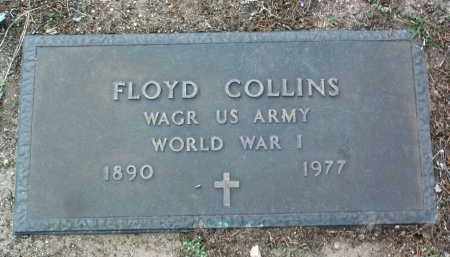 FLOYD COLLINS
WAGR US ARMY
WORLD WAR I
1890 1977